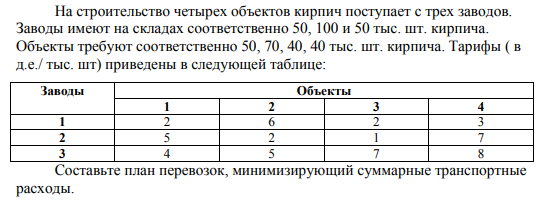 На строительство четырех объектов кирпич поступает с трех заводов.
Заводы имеют на складах соответственно 50, 100 и 50 тыс. шт. кирпича.
Объекты требуют соответственно 50, 70, 40, 40 тыс. шт. кирпича. Тарифы ( в
д.е./ тыс. шт) приведены в следующей таблице:
Заводы Объекты
1 2 3 4
1 2 6 2 3
2 5 2 1 7
3 4 5 7 8
Составьте план перевозок, минимизирующий суммарные транспортные
расходы.